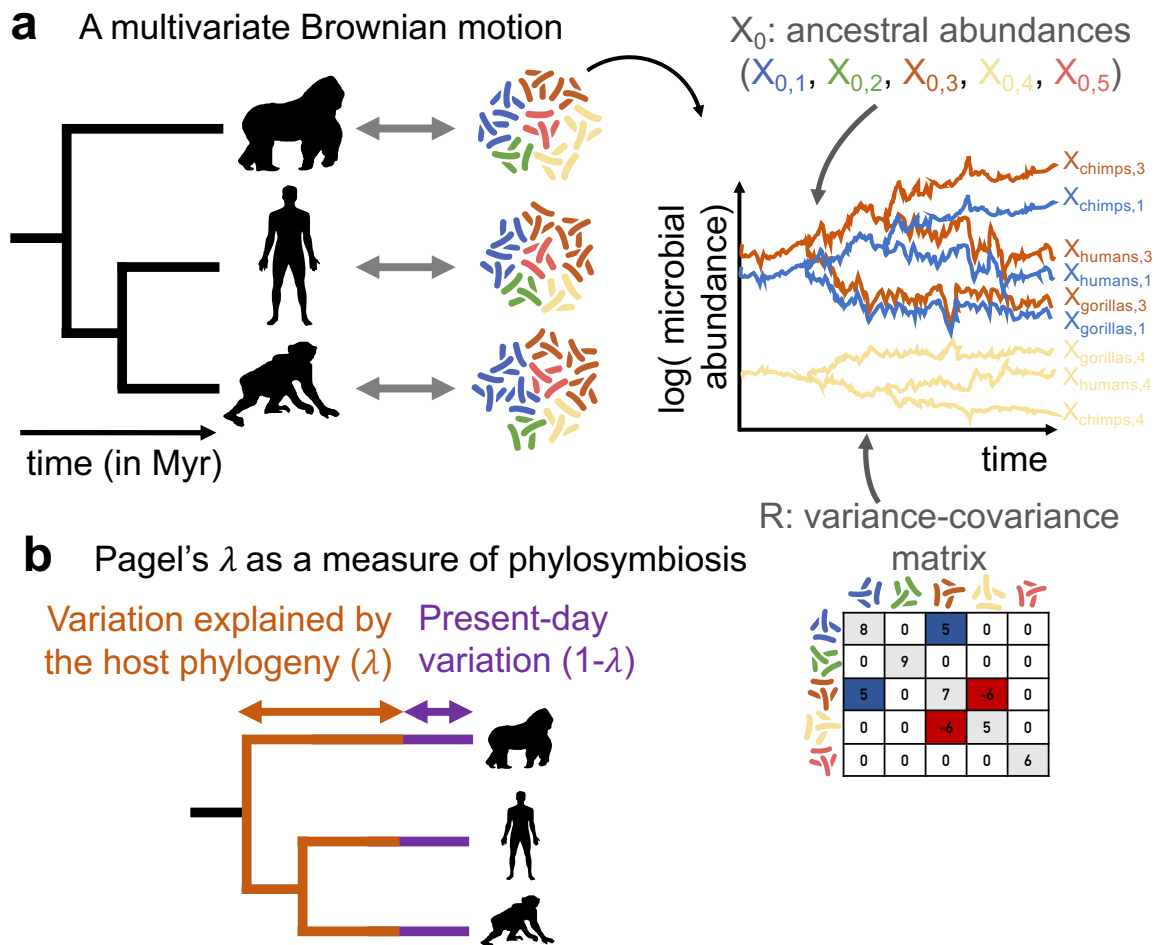 a A multivariate Brownian motion
X0: ancestral abundances
(X0,1, X0,2, X0,3, X0,4, X0,5)
log( microbial
abundance)
Xchimps,3
Xchimps,1
Xhumans,3
Xhumans,1
Xgorillas,3
Xgorillas,1
Xgorillas,4
Xhumans,4
Xchimps,4
time
time (in Myr)
R: variance-covariance
matrix
8 0 5 0 0
0 9 0 0 0
5 0 7 -6 0
0 0 -6 5 0
0 0 0 0 6
b Pagel's λ as a measure of phylosymbiosis
Variation explained by
the host phylogeny (λ)
Present-day
variation (1-λ)